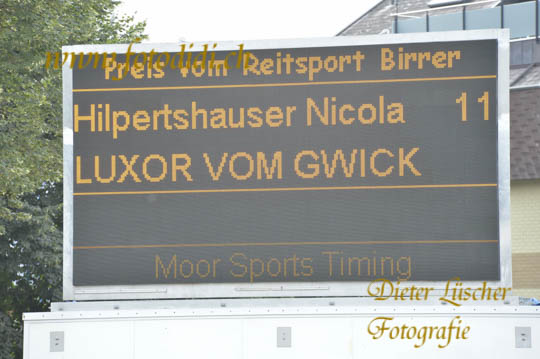 www.fotodidi.ch
Preis vom Reitsport Birrer
Hilpertshauser Nicola 11
LUXOR VOM GWICK
Moor Sports Timing
Dieter Lüscher
Fotografie